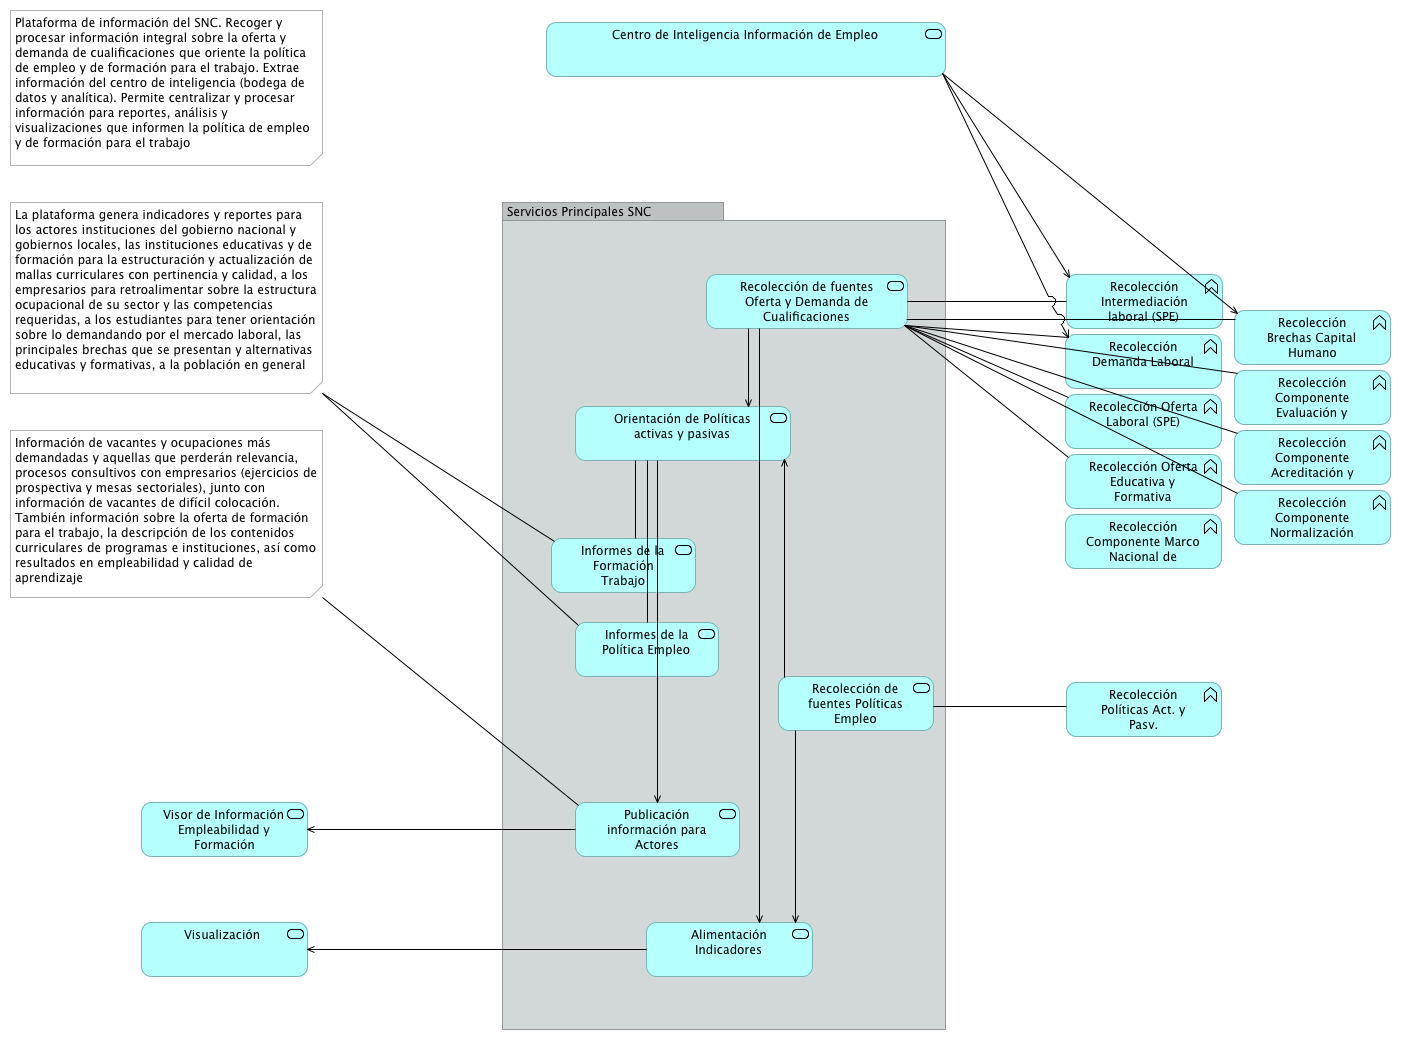 Plataforma de información del SNC. Recoger y
procesar información integral sobre la oferta y
demanda de cualificaciones que oriente la política
de empleo y de formación para el trabajo. Extrae
información del centro de inteligencia (bodega de
datos y analítica). Permite centralizar y procesar
información para reportes, análisis y
visualizaciones que informen la política de empleo
y de formación para el trabajo
Centro de Inteligencia Información de Empleo
La plataforma genera indicadores y reportes para
los actores instituciones del gobierno nacional y
gobiernos locales, las instituciones educativas y de
formación para la estructuración y actualización de
mallas curriculares con pertinencia y calidad, a los
empresarios para retroalimentar sobre la estructura
ocupacional de su sector y las competencias
requeridas, a los estudiantes para tener orientación
sobre lo demandando por el mercado laboral, las
principales brechas que se presentan y alternativas
educativas y formativas, a la población en general
Información de vacantes y ocupaciones más
demandadas y aquellas que perderán relevancia,
procesos consultivos con empresarios (ejercicios de
prospectiva y mesas sectoriales), junto con
información de vacantes de difícil colocación.
También información sobre la oferta de formación
para el trabajo, la descripción de los contenidos
curriculares de programas e instituciones, así como
resultados en empleabilidad y calidad de
aprendizaje
Servicios Principales SNC
Recolección de fuentes
Oferta y Demanda de
Cualificaciones
Orientación de Políticas
activas y pasivas
Informes de la
Formación
Trabajo
Informes de la
Política Empleo
Recolección de
fuentes Políticas
Empleo
Publicación
información para
Actores
Alimentación
Indicadores
Visor de Información
Empleabilidad y
Formación
Visualización
Recolección
Intermediación
laboral (SPE)
Recolección
Demanda Laboral
Recolección Oferta
Laboral (SPE)
Recolección Oferta
Educativa y
Formativa
Recolección
Componente Marco
Nacional de
Recolección
Brechas Capital
Humano
Recolección
Componente
Evaluación y
Recolección
Componente
Acreditación y
Recolección
Componente
Normalización
Recolección
Políticas Act. y
Pasv.